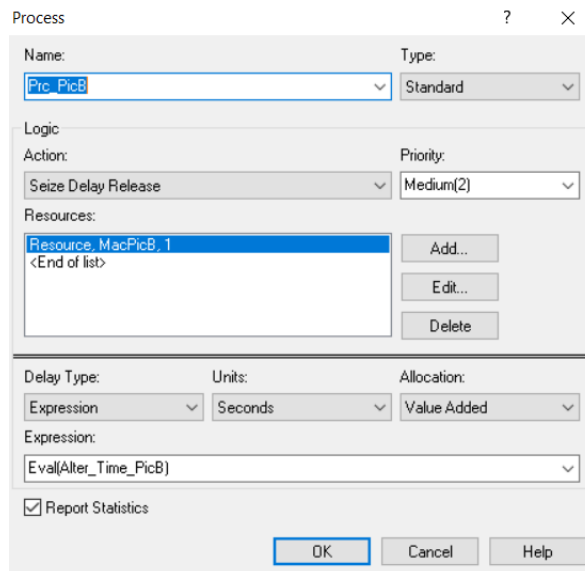 Process ?
Name: Type:
Prc_PicB Standard
Logic
Action: Priority:
Seize Delay Release Medium(2)
Resources:
Resource, MacPicB, 1 Add...
<End of list>
Edit...
Delete
Delay Type: Units: Allocation:
Expression Seconds Value Added
Expression:
Eval(Alter_Time_PicB)
Report Statistics
OK Cancel Help